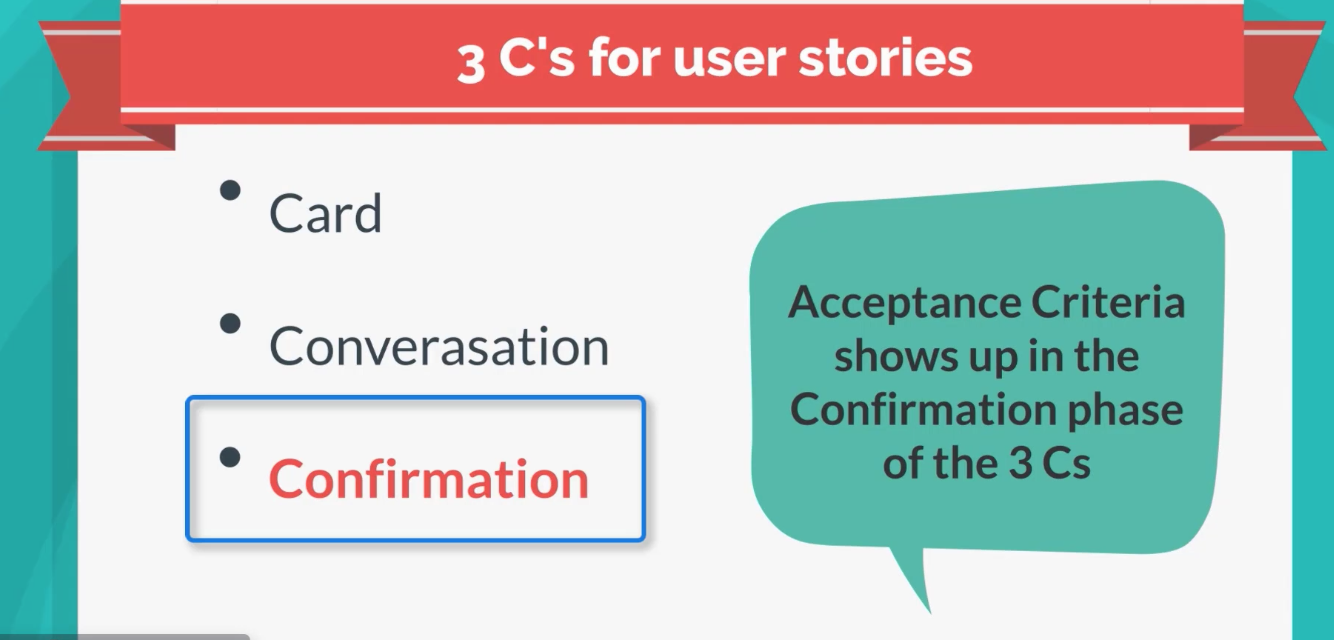 3 C's for user stories
Card
Converasation
Confirmation
Acceptance Criteria
shows up in the
Confirmation phase
of the 3 Cs